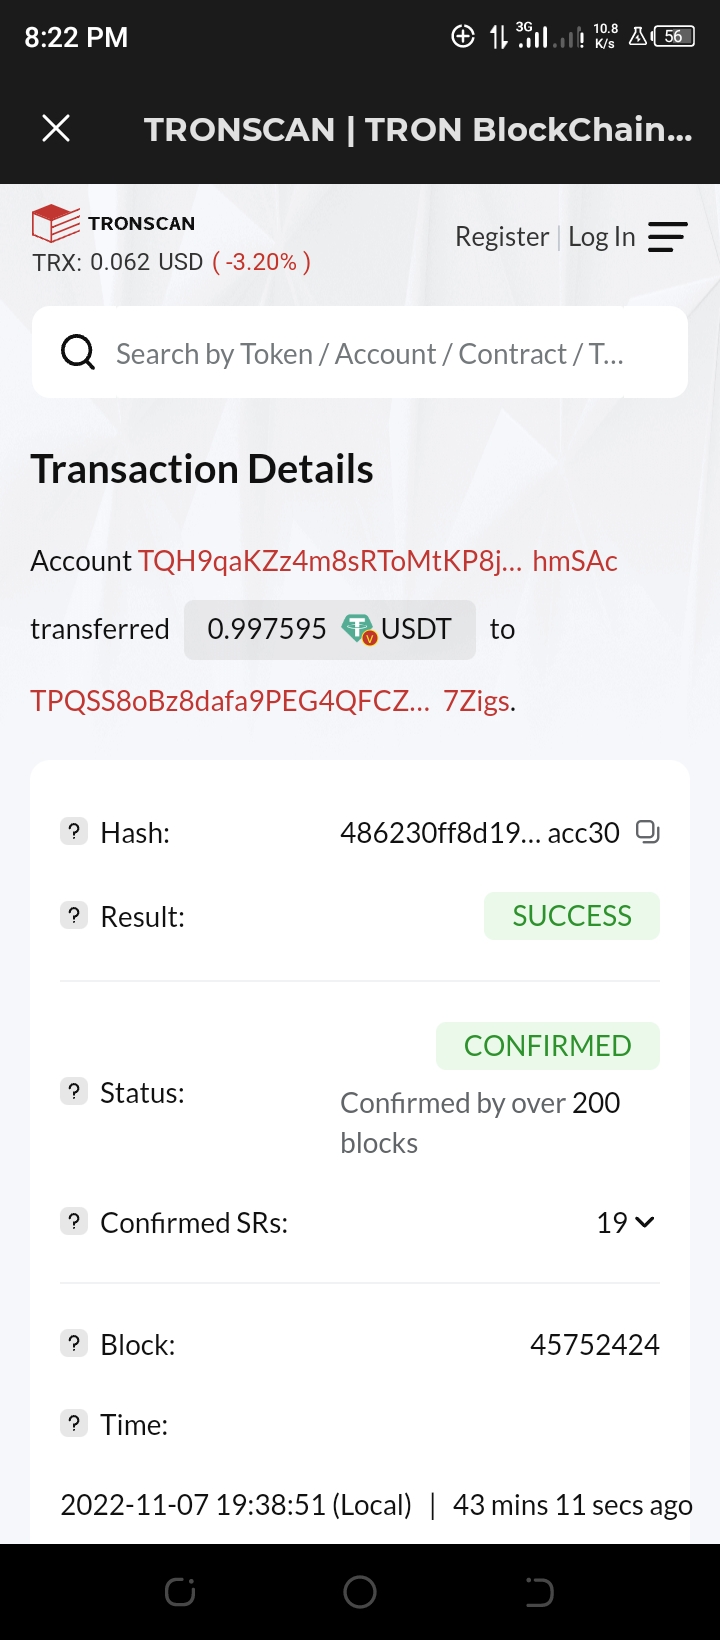 8:22 PM 3G 10.8 K/s 56
TRONSCAN | TRON BlockChain...
TRONSCAN
Register | Log In
TRX: 0.062 USD ( -3.20% )
Search by Token / Account / Contract / T...
Transaction Details
Account TQH9qaKZz4m8sRToMtKP8j... hmSAc
transferred 0.997595 USDT to
TPQSS8oBz8dafa9PEG4QFCZ... 7Zigs.
? Hash: 486230ff8d19... acc30
? Result: SUCCESS
CONFIRMED
? Status: Confirmed by over 200
blocks
? Confirmed SRs: 19
? Block: 45752424
? Time:
2022-11-07 19:38:51 (Local) | 43 mins 11 secs ago